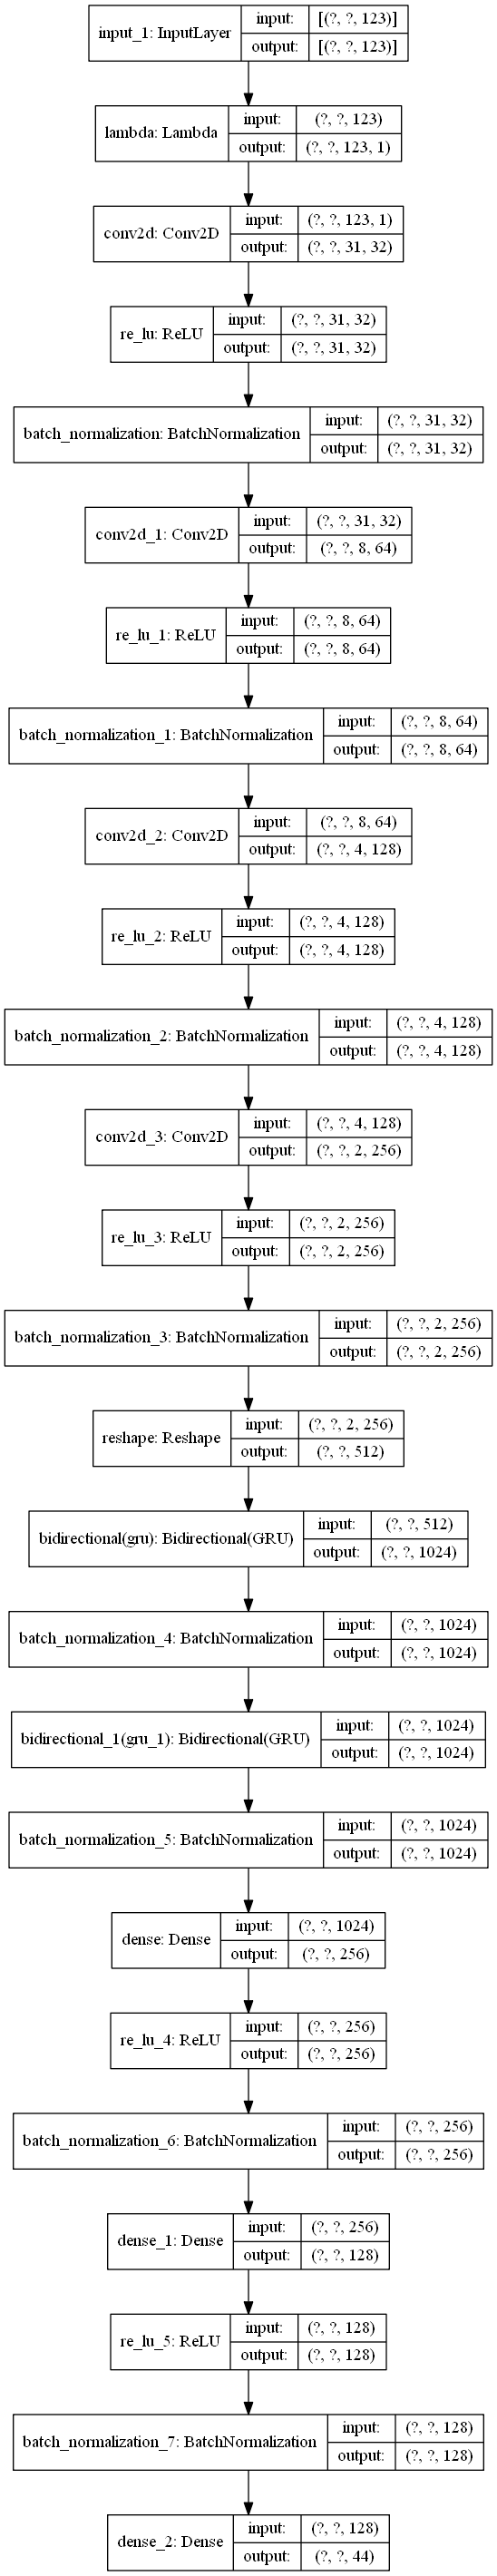 input_1: InputLayer
input: [(?, ?, 123)]
output: [(?, ?, 123)]
lambda: Lambda
input: (?, ?, 123)
output: (?, ?, 123, 1)
conv2d: Conv2D
input: (?, ?, 123, 1)
output: (?, ?, 31, 32)
re_lu: ReLU
input: (?, ?, 31, 32)
output: (?, ?, 31, 32)
batch_normalization: BatchNormalization
input: (?, ?, 31, 32)
output: (?, ?, 31, 32)
conv2d_1: Conv2D
input: (?, ?, 31, 32)
output: (?, ?, 8, 64)
re_lu_1: ReLU
input: (?, ?, 8, 64)
output: (?, ?, 8, 64)
batch_normalization_1: BatchNormalization
input: (?, ?, 8, 64)
output: (?, ?, 8, 64)
conv2d_2: Conv2D
input: (?, ?, 8, 64)
output: (?, ?, 4, 128)
re_lu_2: ReLU
input: (?, ?, 4, 128)
output: (?, ?, 4, 128)
batch_normalization_2: BatchNormalization
input: (?, ?, 4, 128)
output: (?, ?, 4, 128)
conv2d_3: Conv2D
input: (?, ?, 4, 128)
output: (?, ?, 2, 256)
re_lu_3: ReLU
input: (?, ?, 2, 256)
output: (?, ?, 2, 256)
batch_normalization_3: BatchNormalization
input: (?, ?, 2, 256)
output: (?, ?, 2, 256)
reshape: Reshape
input: (?, ?, 2, 256)
output: (?, ?, 512)
bidirectional(gru): Bidirectional(GRU)
input: (?, ?, 512)
output: (?, ?, 1024)
batch_normalization_4: BatchNormalization
input: (?, ?, 1024)
output: (?, ?, 1024)
bidirectional_1(gru_1): Bidirectional(GRU)
input: (?, ?, 1024)
output: (?, ?, 1024)
batch_normalization_5: BatchNormalization
input: (?, ?, 1024)
output: (?, ?, 1024)
dense: Dense
input: (?, ?, 1024)
output: (?, ?, 256)
re_lu_4: ReLU
input: (?, ?, 256)
output: (?, ?, 256)
batch_normalization_6: BatchNormalization
input: (?, ?, 256)
output: (?, ?, 256)
dense_1: Dense
input: (?, ?, 256)
output: (?, ?, 128)
re_lu_5: ReLU
input: (?, ?, 128)
output: (?, ?, 128)
batch_normalization_7: BatchNormalization
input: (?, ?, 128)
output: (?, ?, 128)
dense_2: Dense
input: (?, ?, 128)
output: (?, ?, 44)